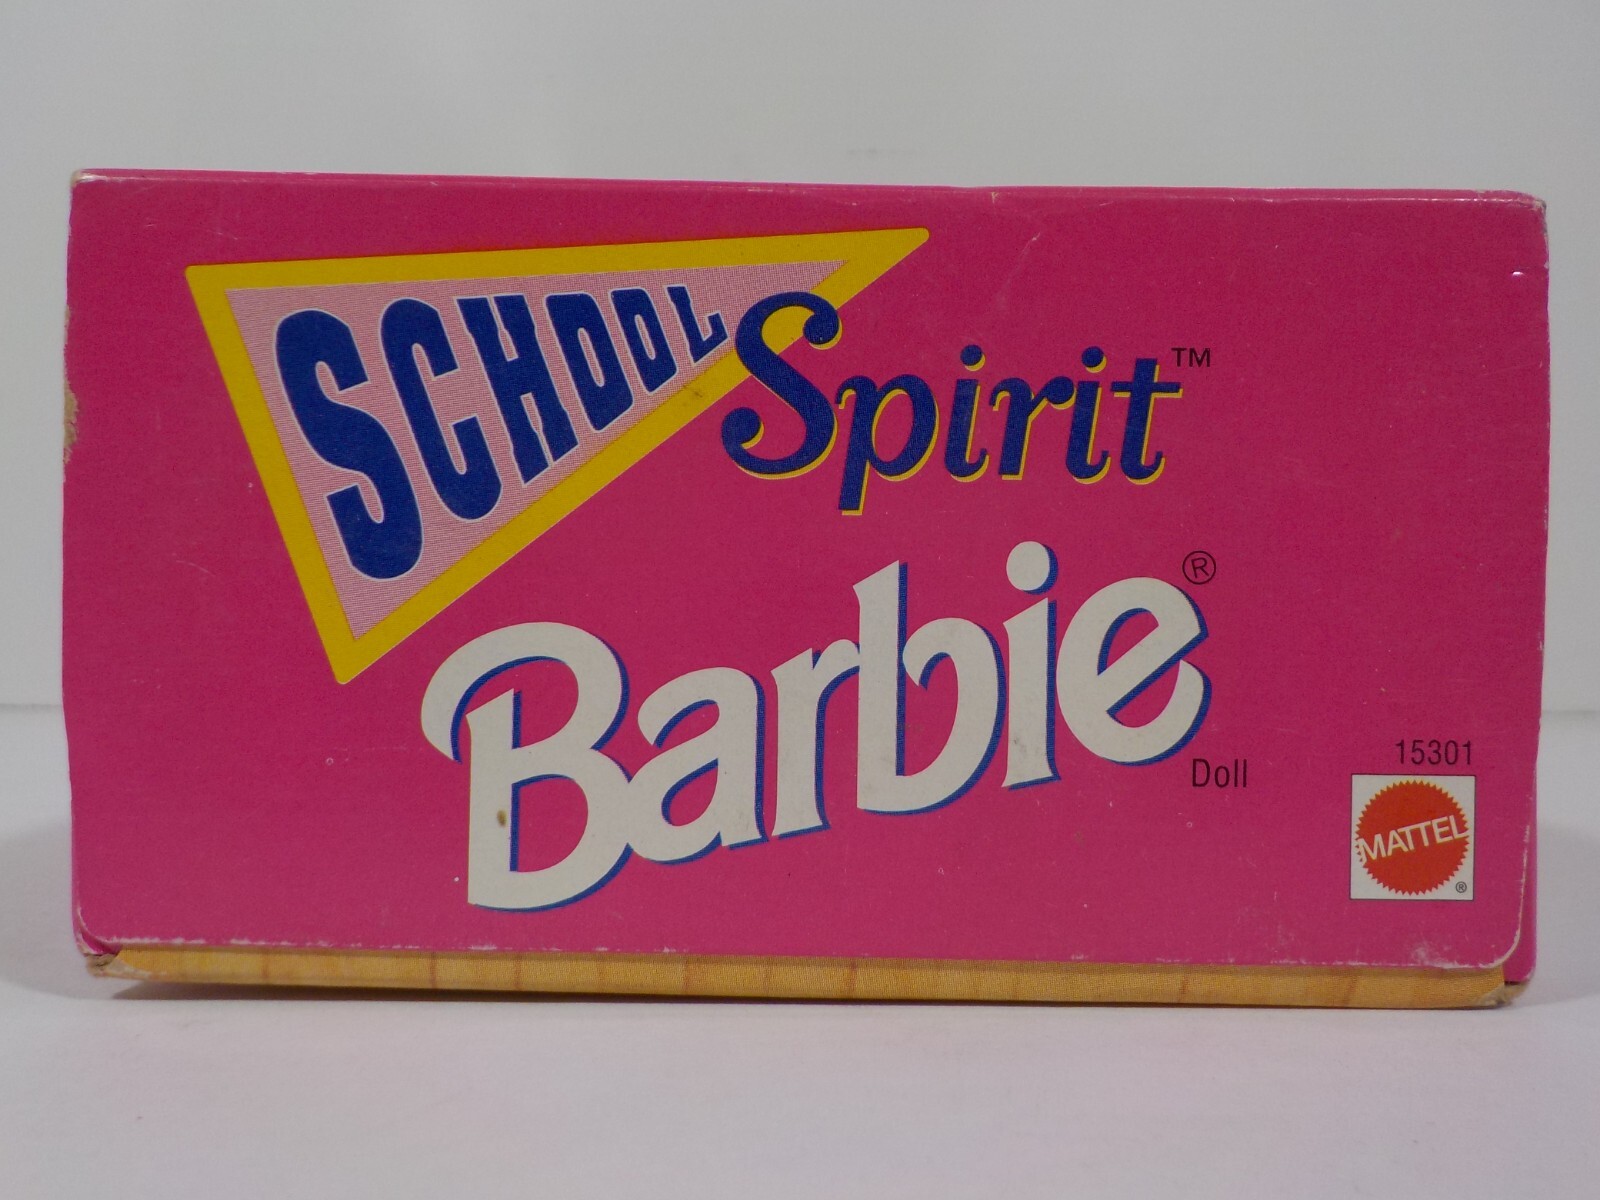 SCHOOL
Spirit™
Barbie®
Doll
15301
MATTEL
®